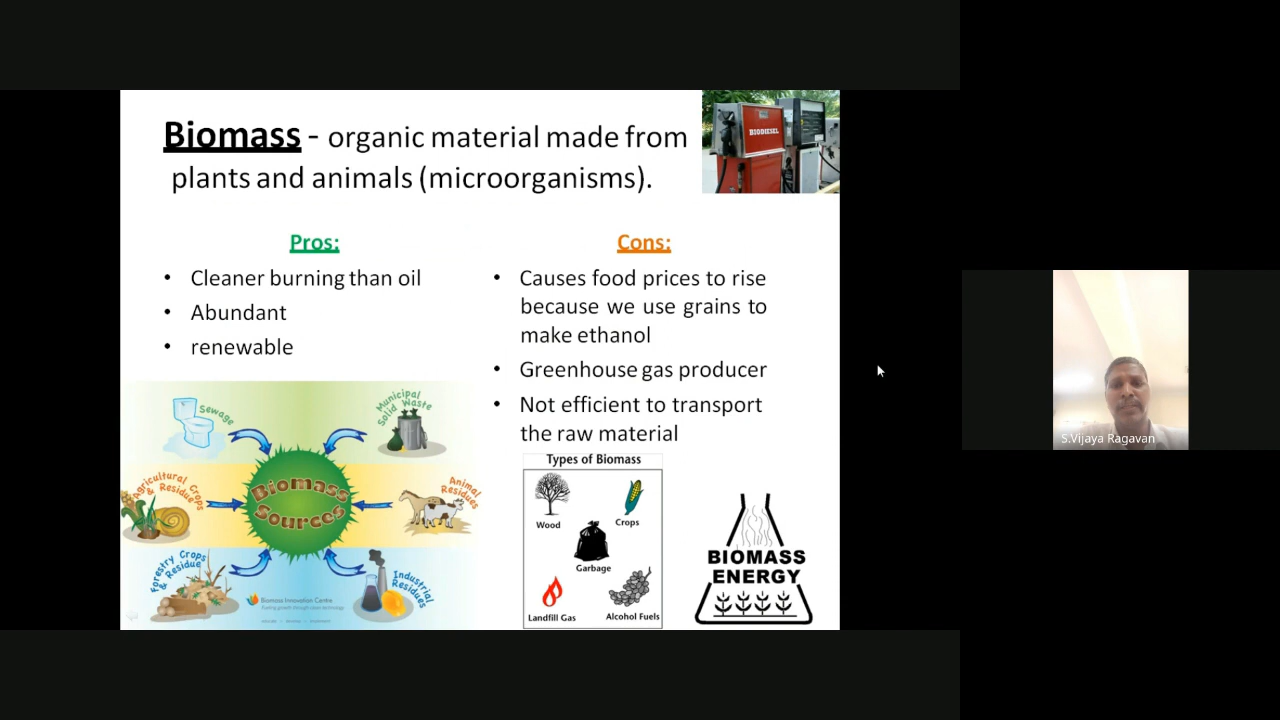 Biomass - organic material made from
plants and animals (microorganisms).
BIODIESEL
Pros:
• Cleaner burning than oil
• Abundant
• renewable
Cons:
• Causes food prices to rise
because we use grains to
make ethanol
• Greenhouse gas producer
• Not efficient to transport
the raw material
Sewage
Municipal
Solid Waste
Agricultural Crops
& Residue
Biomass
Sources
Animal
Residues
Forestry Crops
& Residue
Industrial
Residues
Biomass Innovation Centre
Types of Biomass
Wood
Crops
Garbage
Landfill Gas
Alcohol Fuels
BIOMASS
ENERGY
S.Vijaya Ragavan